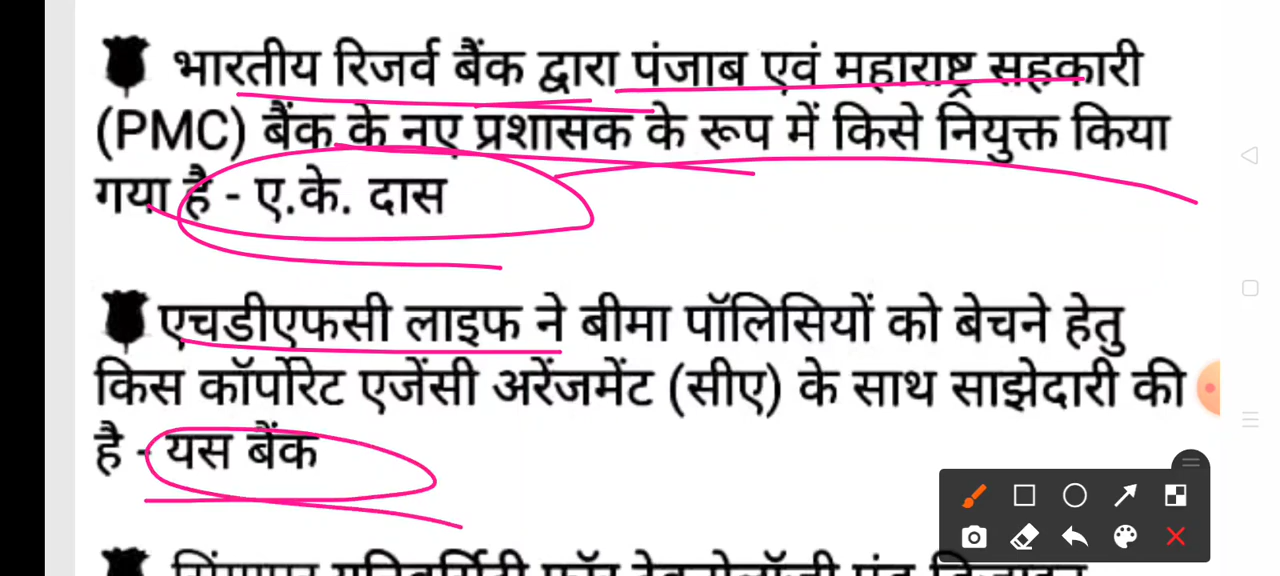 भारतीय रिजर्व बैंक द्वारा पंजाब एवं महाराष्ट्र सहकारी
(PMC) बैंक के नए प्रशासक के रूप में किसे नियुक्त किया
गया है - ए.के. दास
एचडीएफसी लाइफ ने बीमा पॉलिसियों को बेचने हेतु
किस कॉर्पोरेट एजेंसी अरेंजमेंट (सीए) के साथ साझेदारी की
है - यस बैंक